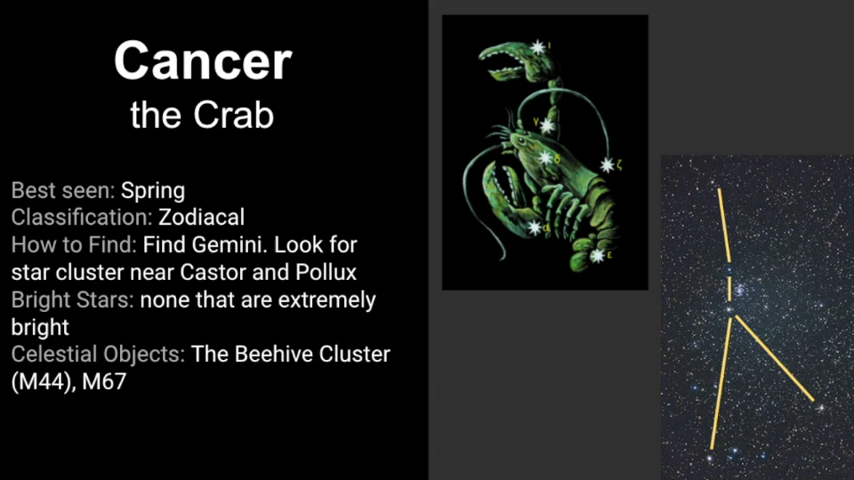 Cancer
the Crab
Best seen: Spring
Classification: Zodiacal
How to Find: Find Gemini. Look for
star cluster near Castor and Pollux
Bright Stars: none that are extremely
bright
Celestial Objects: The Beehive Cluster
(M44), M67
ι
γ
δ
ζ
α
ε